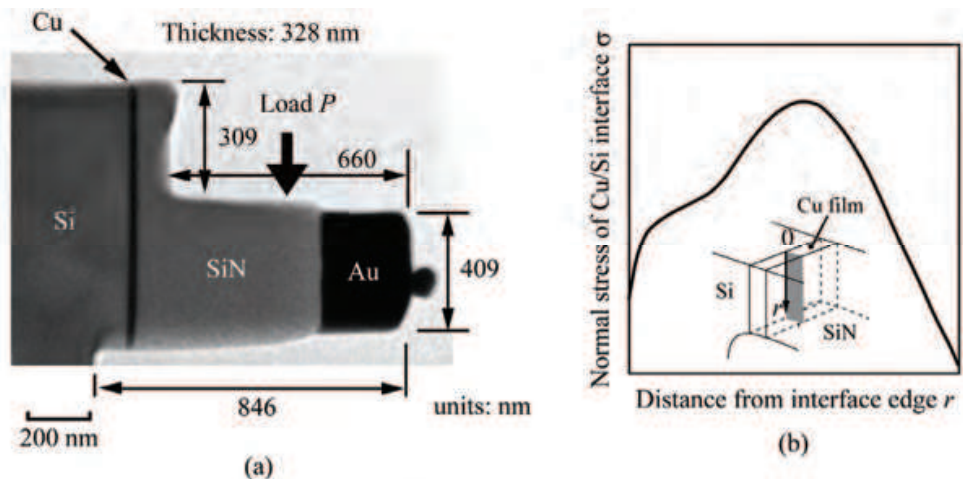 Cu
Thickness: 328 nm
Load P
309
660
Si
SiN
Au
409
846
units: nm
200 nm
(a)
Normal stress of Cu/Si interface σ
Cu film
0
Si
r
SiN
Distance from interface edge r
(b)